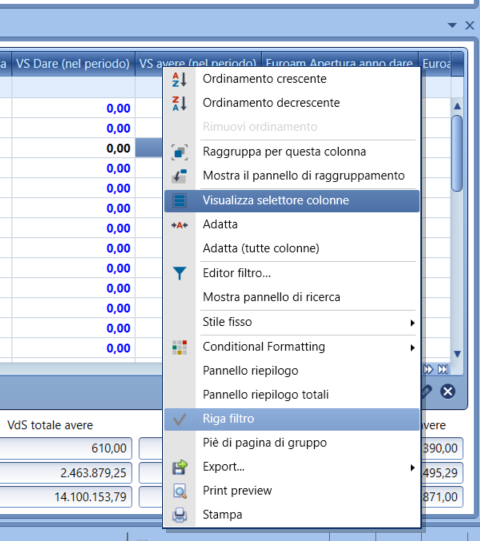 a VS Dare (nel periodo) VS avere (nel periodo) Euroam Apertura anno dare Euroa
Ordinamento crescente
0,00 Ordinamento decrescente
0,00 Rimuovi ordinamento
0,00 Raggruppa per questa colonna
0,00 Mostra il pannello di raggruppamento
0,00 Visualizza selettore colonne
0,00 Adatta
0,00 Adatta (tutte colonne)
0,00 Editor filtro...
0,00 Mostra pannello di ricerca
0,00 Stile fisso
0,00 Conditional Formatting
0,00 Pannello riepilogo
Pannello riepilogo totali
VdS totale avere Riga filtro vere
610,00 Piè di pagina di gruppo 390,00
2.463.879,25 Export... 495,29
14.100.153,79 Print preview 871,00
Stampa